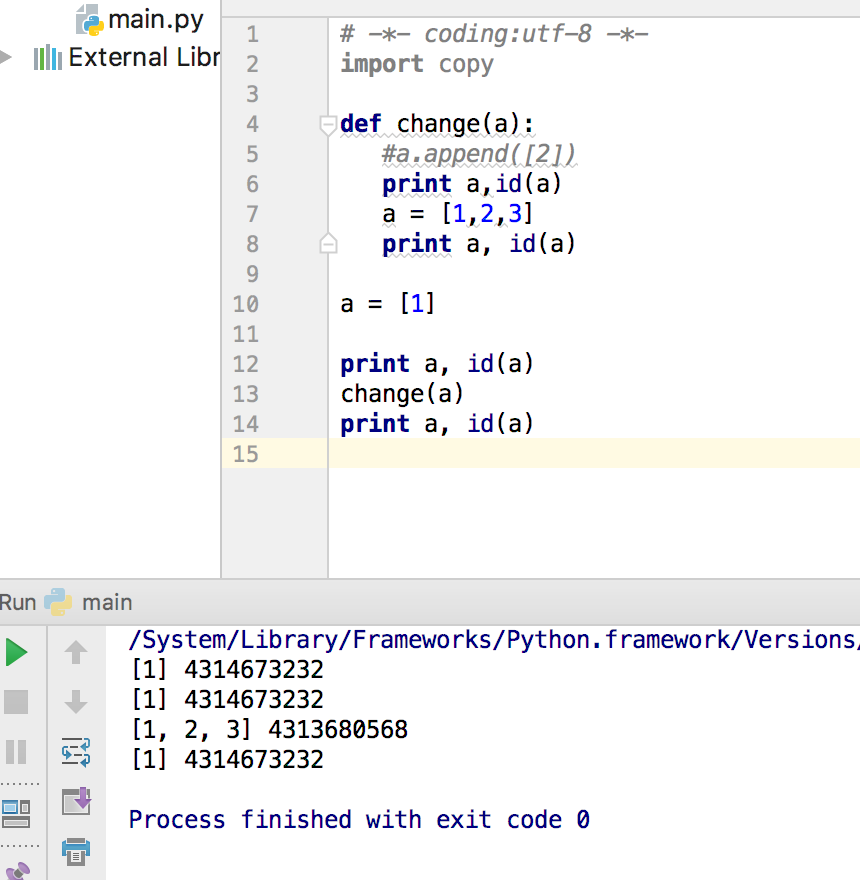 main.py
External Libr
1 # -*- coding:utf-8 -*-
2 import copy
3
4 def change(a):
5 #a.append([2])
6 print a,id(a)
7 a = [1,2,3]
8 print a, id(a)
9
10 a = [1]
11
12 print a, id(a)
13 change(a)
14 print a, id(a)
15
Run main
/System/Library/Frameworks/Python.framework/Versions/
[1] 4314673232
[1] 4314673232
[1, 2, 3] 4313680568
[1] 4314673232
Process finished with exit code 0